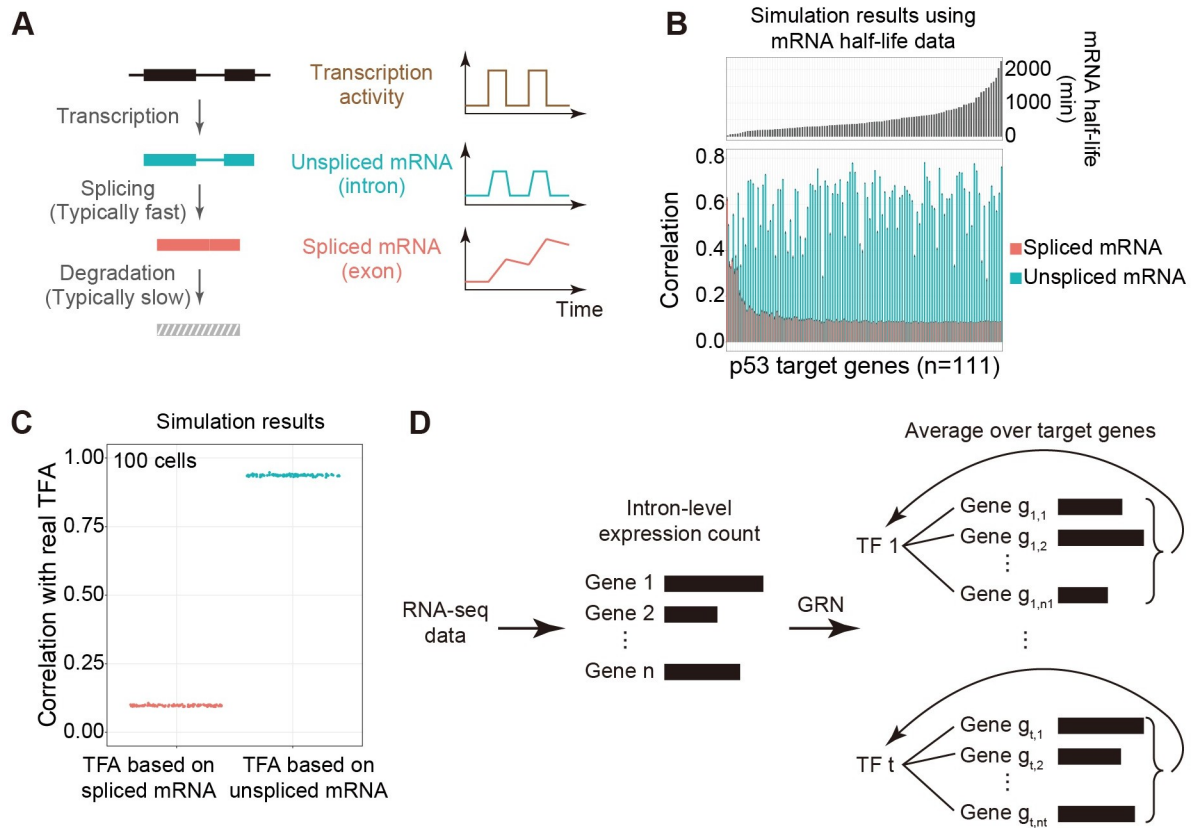 A
Transcription
Splicing
(Typically fast)
Degradation
(Typically slow)
Transcription
activity
Unspliced mRNA
(intron)
Spliced mRNA
(exon)
Time
B
Simulation results using
mRNA half-life data
2000
1000
0
mRNA half-life
(min)
0.8
0.6
0.4
0.2
0.0
Correlation
Spliced mRNA
Unspliced mRNA
p53 target genes (n=111)
C
Simulation results
100 cells
1.00
0.75
0.50
0.25
0.00
Correlation with real TFA
TFA based on
spliced mRNA
TFA based on
unspliced mRNA
D
RNA-seq
data
Intron-level
expression count
Gene 1
Gene 2
⋮
Gene n
GRN
Average over target genes
TF 1
Gene g1,1
Gene g1,2
⋮
Gene g1,n1
⋮
TF t
Gene gt,1
Gene gt,2
⋮
Gene gt,nt